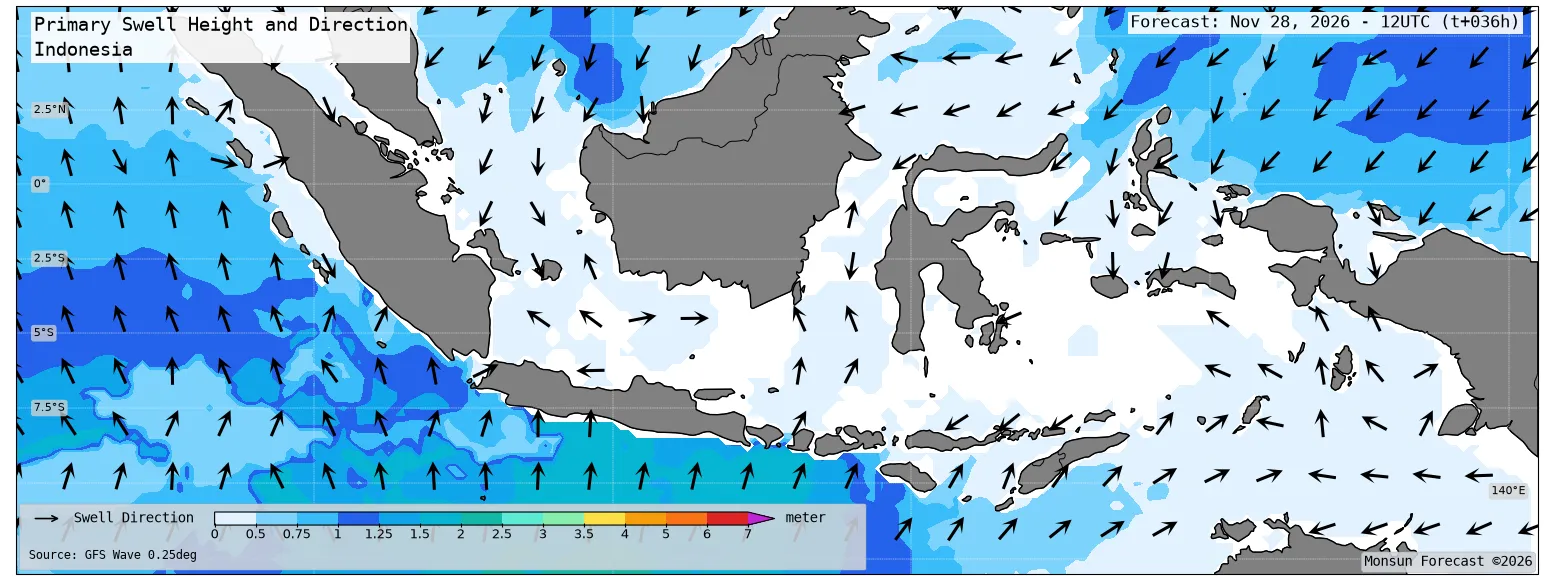 Primary Swell Height and Direction
Indonesia
Forecast: Nov 28, 2026 - 12UTC (t+036h)
2.5°N
0°
2.5°S
5°S
7.5°S
140°E
Swell Direction
0 0.5 0.75 1 1.25 1.5 2 2.5 3 3.5 4 5 6 7
meter
Source: GFS Wave 0.25deg
Monsun Forecast ©2026